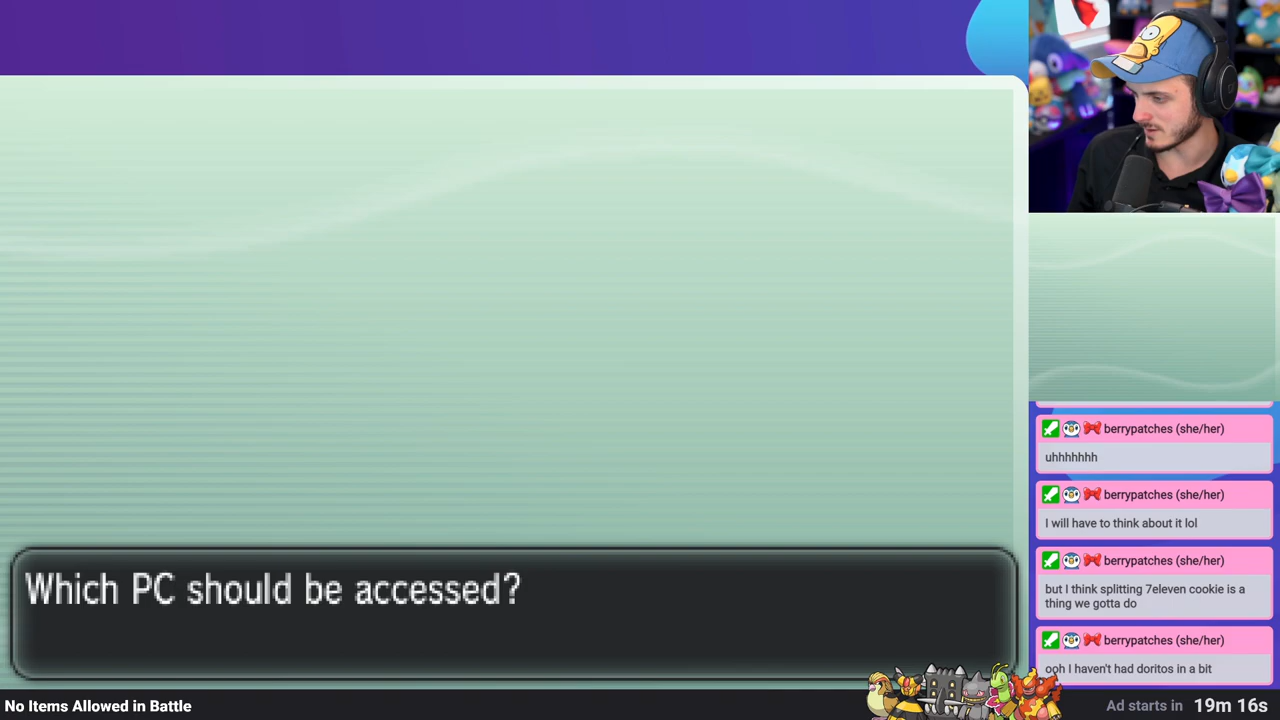 berrypatches (she/her)
uhhhhhhh
berrypatches (she/her)
I will have to think about it lol
berrypatches (she/her)
but I think splitting 7eleven cookie is a
thing we gotta do
berrypatches (she/her)
ooh I haven't had doritos in a bit
Which PC should be accessed?
No Items Allowed in Battle
Ad starts in 19m 16s